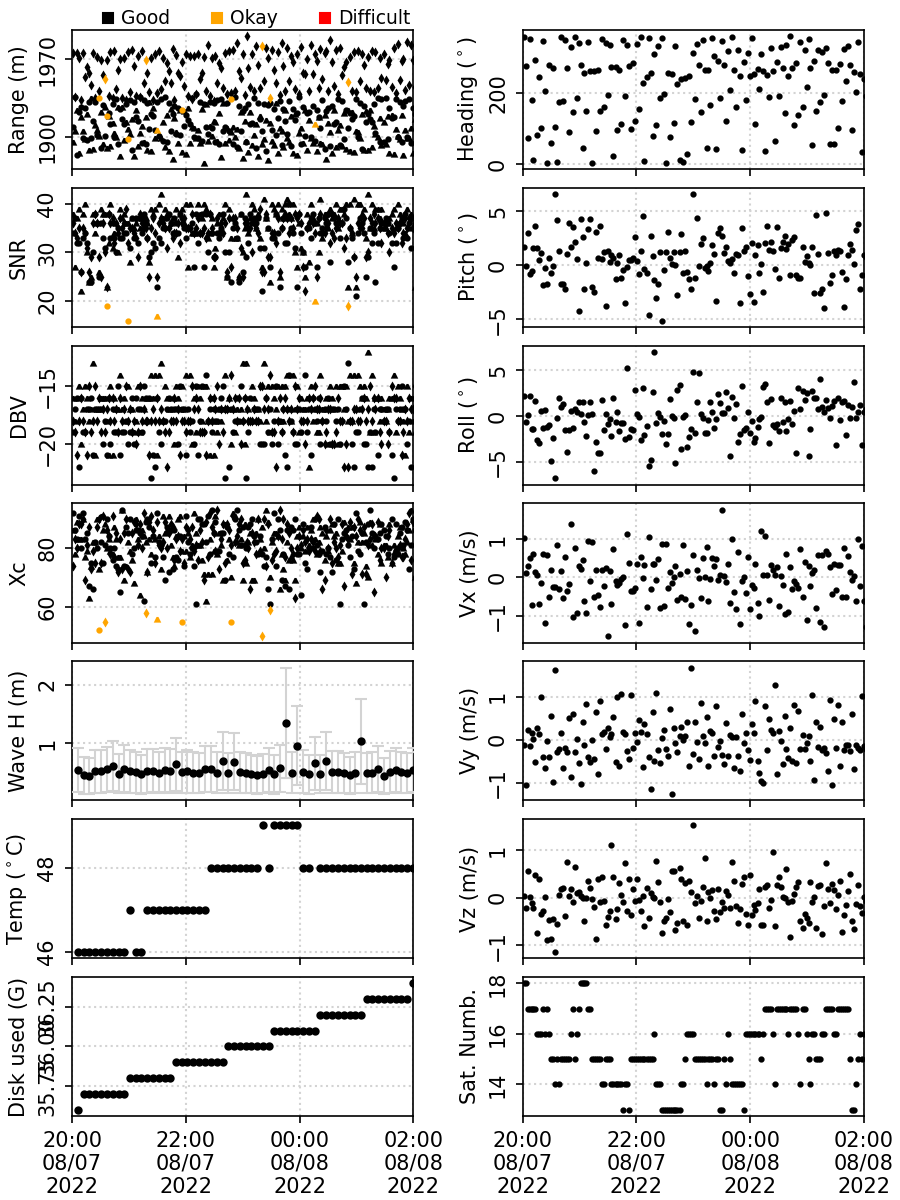 Good Okay Difficult
Range (m)
1970
1900
Heading (°)
200
0
SNR
40
30
20
Pitch (°)
5
0
−5
DBV
−15
−20
Roll (°)
5
0
−5
Xc
80
60
Vx (m/s)
1
0
−1
Wave H (m)
2
1
Vy (m/s)
1
0
−1
Temp (°C)
48
46
Vz (m/s)
1
0
−1
Disk used (G)
36.25
36.00
35.75
Sat. Numb.
18
16
14
20:00 22:00 00:00 02:00
08/07 08/07 08/08 08/08
2022 2022 2022 2022
20:00 22:00 00:00 02:00
08/07 08/07 08/08 08/08
2022 2022 2022 2022